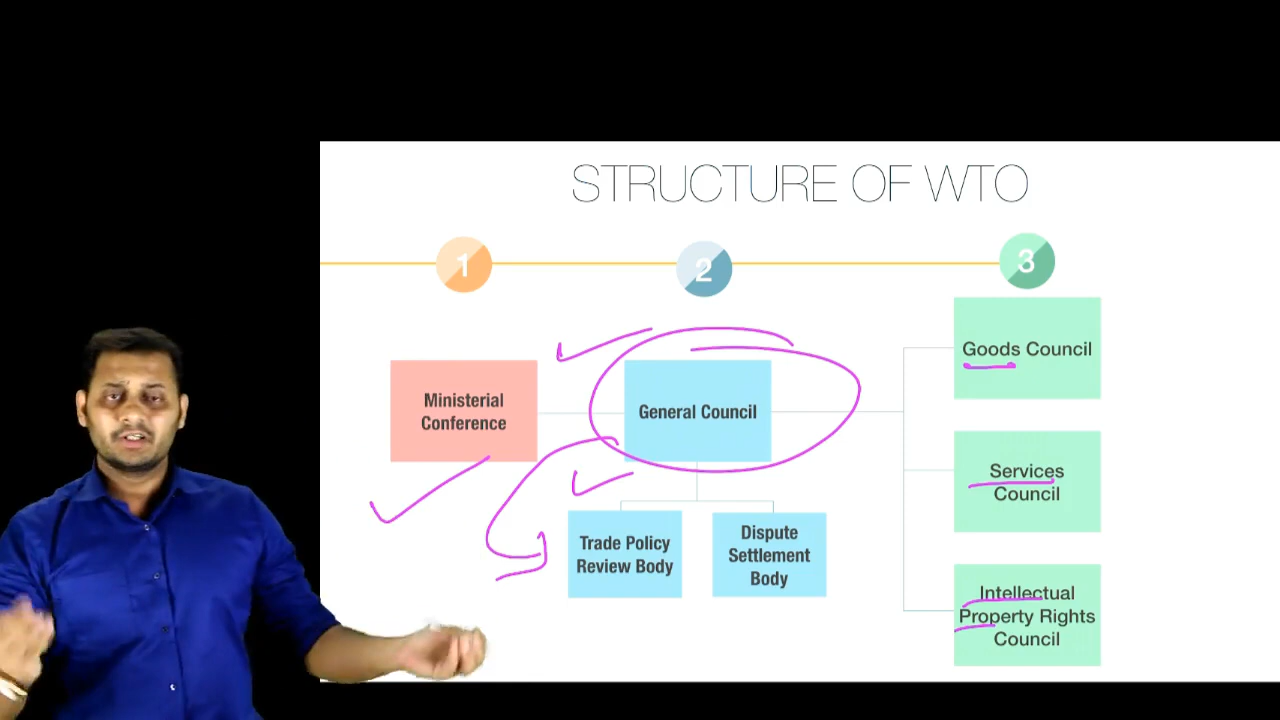 STRUCTURE OF WTO
1
2
3
Ministerial
Conference
General Council
Trade Policy
Review Body
Dispute
Settlement
Body
Goods Council
Services
Council
Intellectual
Property Rights
Council